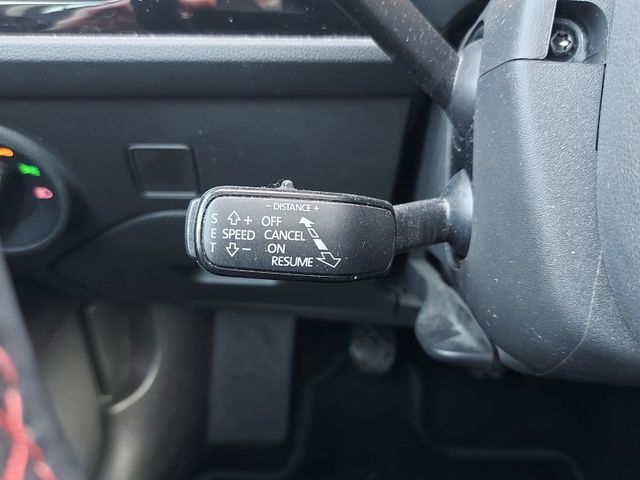 − DISTANCE +
S + OFF
E SPEED CANCEL
T − ON
RESUME